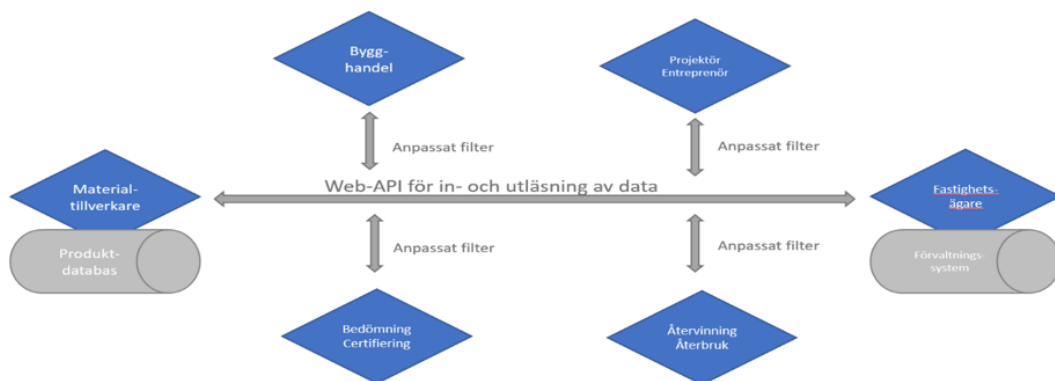 Bygg-
handel
Projektör
Entreprenör
Anpassat filter
Anpassat filter
Material-
tillverkare
Web-API för in- och utläsning av data
Fastighets-
ägare
Produkt-
databas
Anpassat filter
Anpassat filter
Förvaltnings-
system
Bedömning
Certifiering
Återvinning
Återbruk